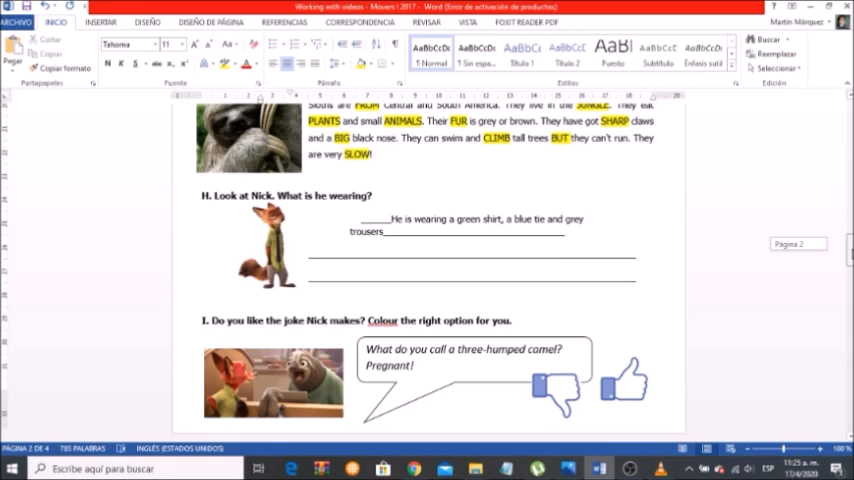 Working with videos - Movers I 2017 - Word (Error de activación de productos)
ARCHIVO INICIO INSERTAR DISEÑO DISEÑO DE PÁGINA REFERENCIAS CORRESPONDENCIA REVISAR VISTA FOXIT READER PDF
Martín Márquez
Pegar
Cortar
Copiar
Copiar formato
Portapapeles
Tahoma 11
Fuente
Párrafo
AaBbCcDc AaBbCcDc AaBbCc AaBbCcC AaB AaBbCcC AaBbCcDc
¶ Normal ¶ Sin espa... Título 1 Título 2 Puesto Subtítulo Énfasis sutil
Estilos
Buscar
Reemplazar
Seleccionar
Edición
Sloths are FROM Central and South America. They live in the JUNGLE. They eat
PLANTS and small ANIMALS. Their FUR is grey or brown. They have got SHARP claws
and a BIG black nose. They can swim and CLIMB tall trees BUT they can't run. They
are very SLOW!
H. Look at Nick. What is he wearing?
______He is wearing a green shirt, a blue tie and grey
trousers
Página 2
I. Do you like the joke Nick makes? Colour the right option for you.
What do you call a three-humped camel?
Pregnant!
PÁGINA 2 DE 4 785 PALABRAS INGLÉS (ESTADOS UNIDOS) 100 %
Escribe aquí para buscar
ESP
11:25 a. m.
17/4/2020